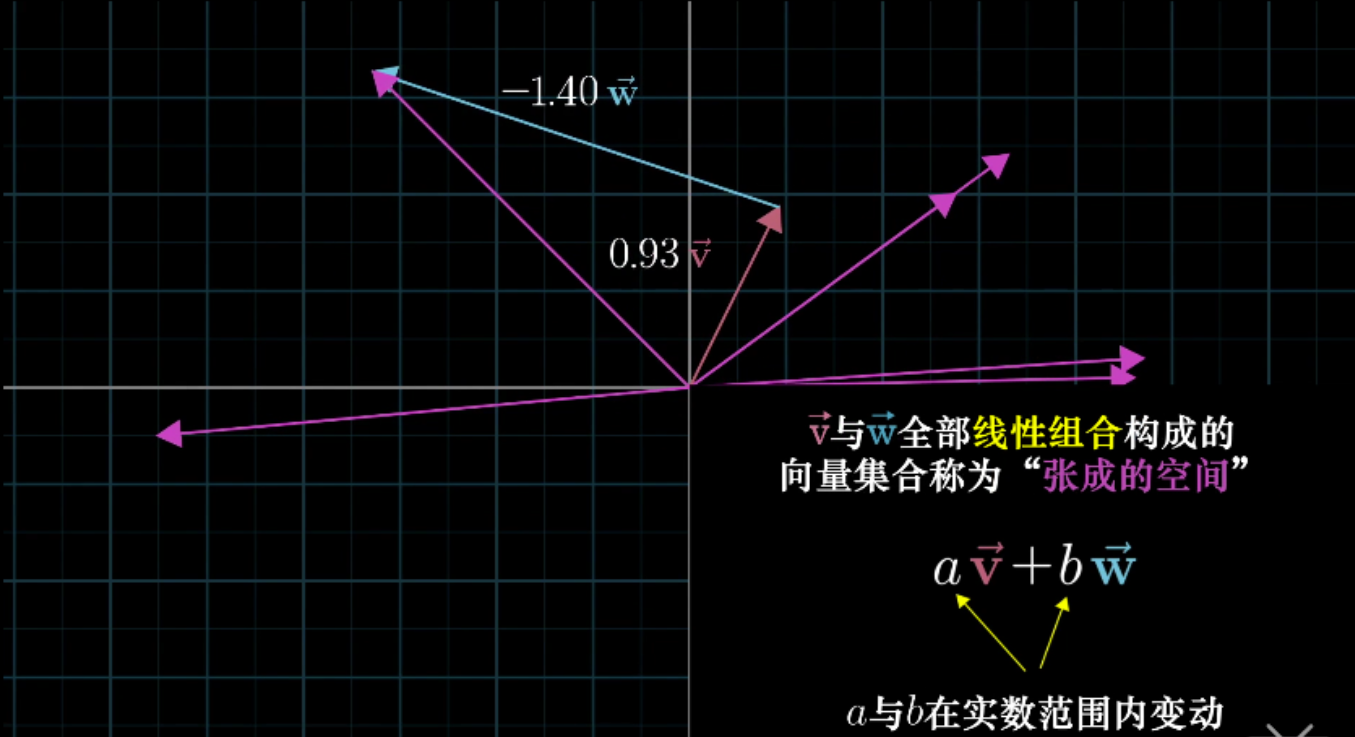 −1.40 w⃗
0.93 v⃗
v⃗与w⃗全部线性组合构成的
向量集合称为“张成的空间”
a v⃗ + b w⃗
a与b在实数范围内变动